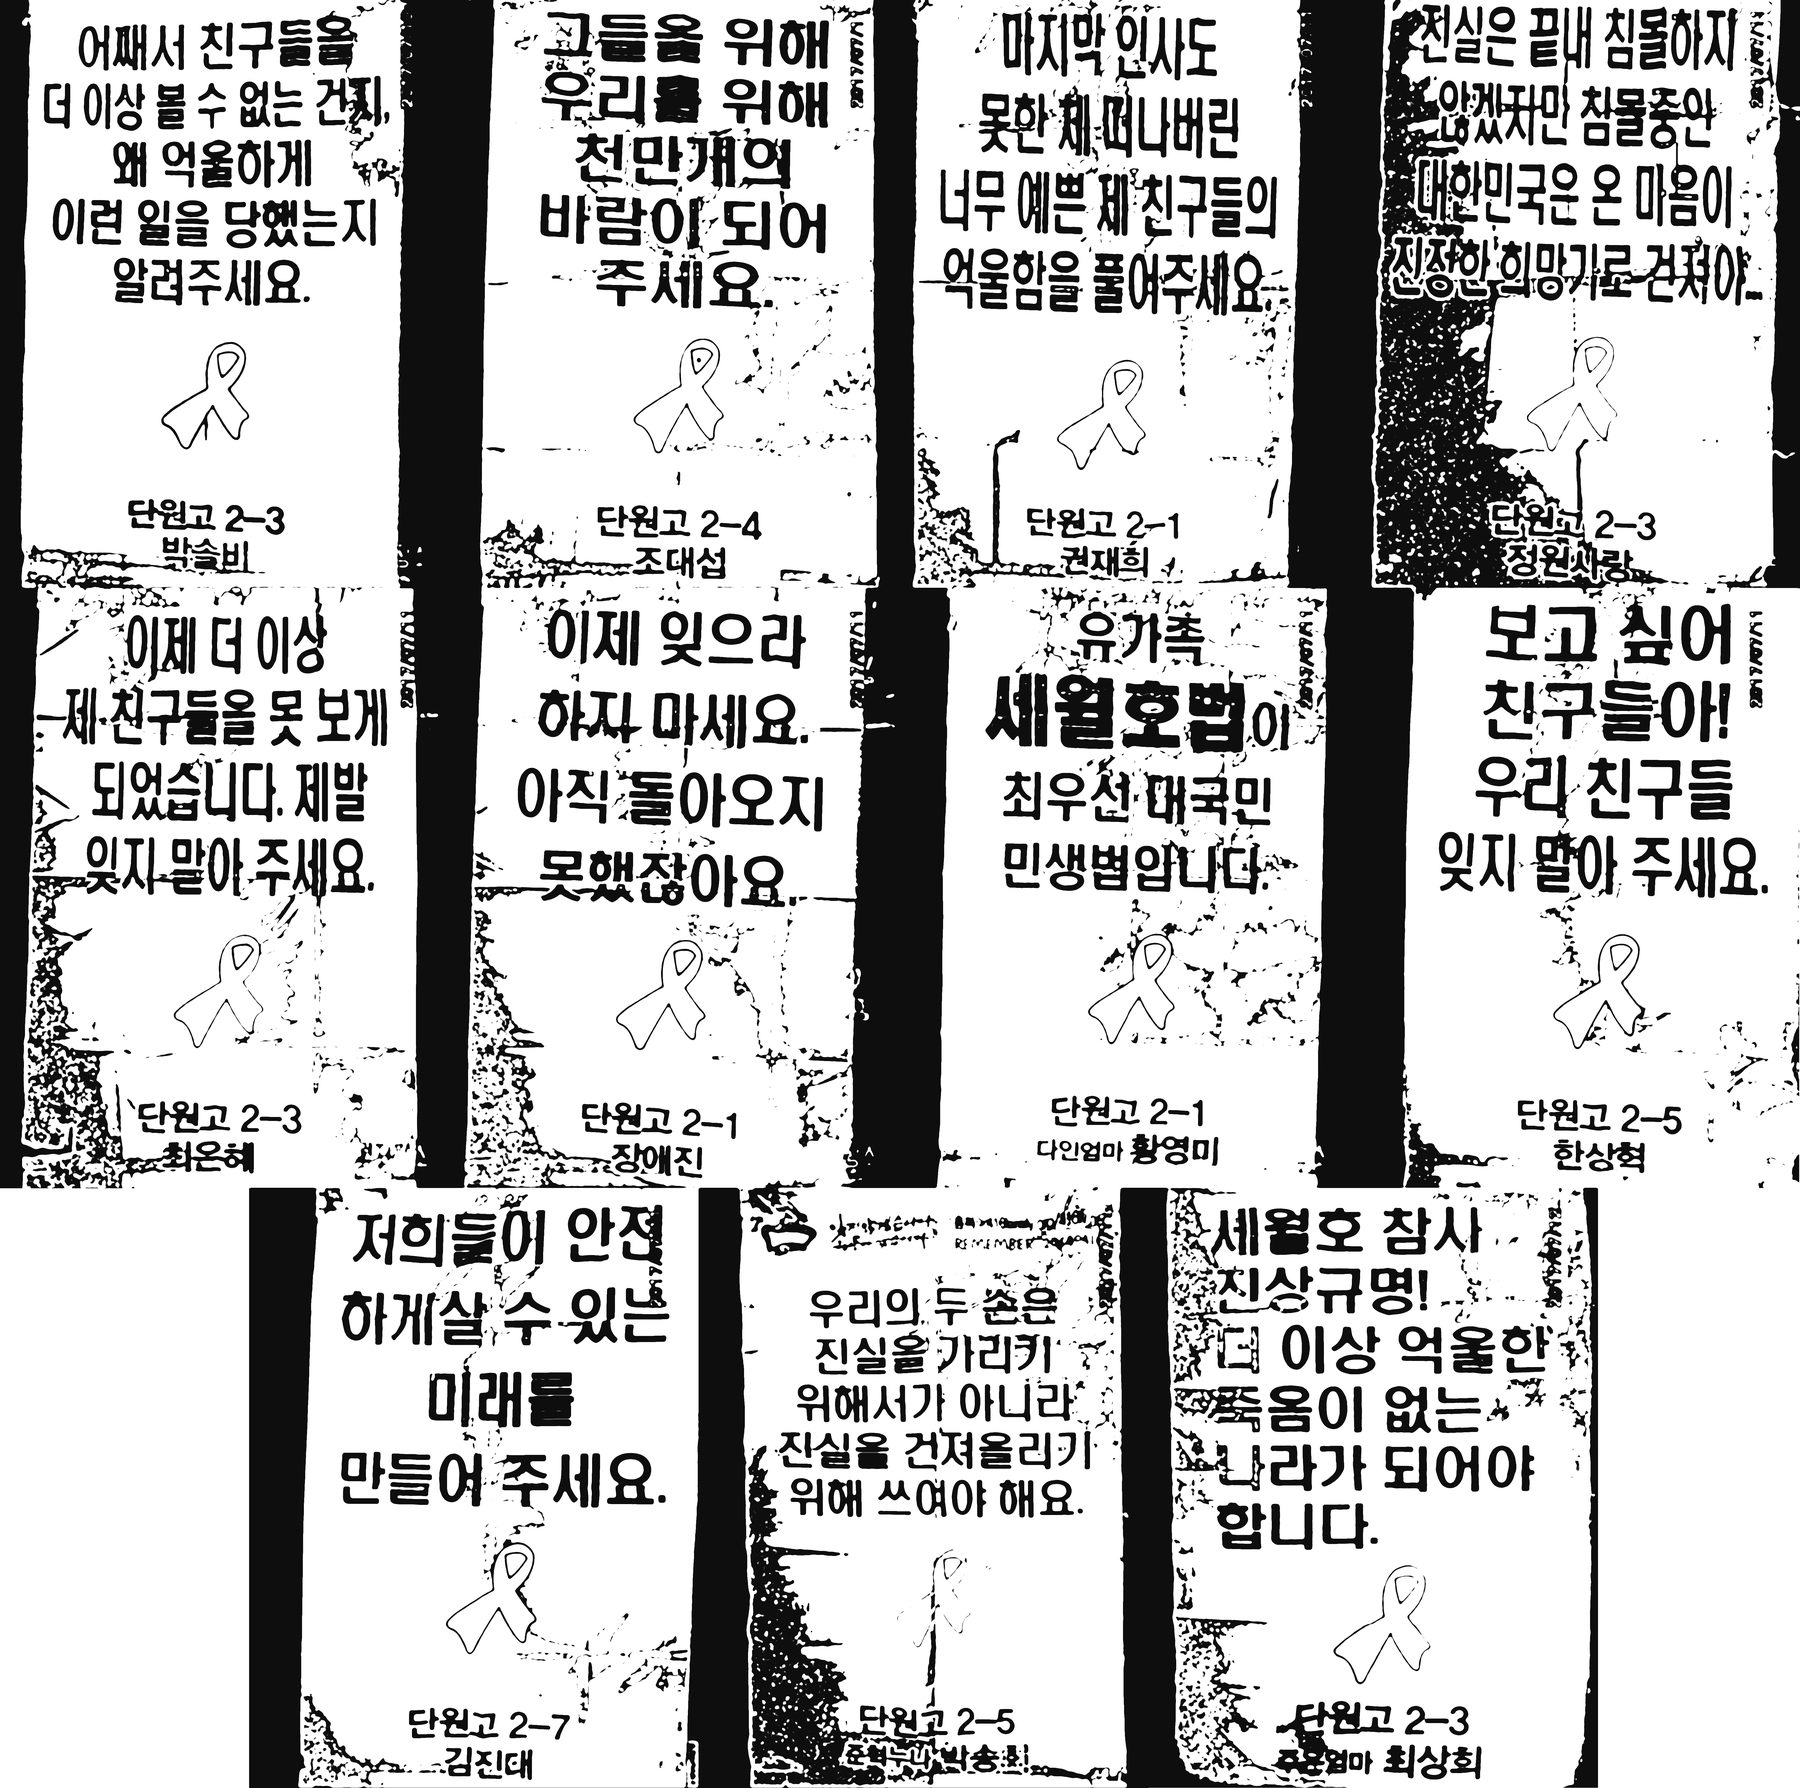 어째서 친구들을
더 이상 볼 수 없는 건지,
왜 억울하게
이런 일을 당했는지
알려주세요.
단원고 2-3
박솔비
그들을 위해
우리를 위해
천만개의
바람이 되어
주세요.
단원고 2-4
조대섭
마지막 인사도
못한 채 떠나버린
너무 예쁜 제 친구들의
억울함을 풀어주세요.
단원고 2-1
권재희
진실은 끝내 침몰하지
않겠지만 침몰중인
대한민국은 온 마음이
진장한 희망기로 건져야...
단원고 2-3
정원사랑
이제 더 이상
제 친구들을 못 보게
되었습니다. 제발
잊지 말아 주세요.
단원고 2-3
최은혜
이제 잊으라
하지 마세요.
아직 돌아오지
못했잖아요.
단원고 2-1
장애진
유가족
세월호법이
최우선 대국민
민생법입니다.
단원고 2-1
다인엄마 황영미
보고 싶어
친구들아!
우리 친구들
잊지 말아 주세요.
단원고 2-5
한상혁
저희들이 안전
하게살 수 있는
미래를
만들어 주세요.
단원고 2-7
김진대
REMEMBER
우리의 두 손은
진실을 가리키
위해서가 아니라
진실을 건져올리기
위해 쓰여야 해요.
단원고 2-5
준혁누나 박송희
세월호 참사
진상규명!
더 이상 억울한
죽음이 없는
나라가 되어야
합니다.
단원고 2-3
최상희